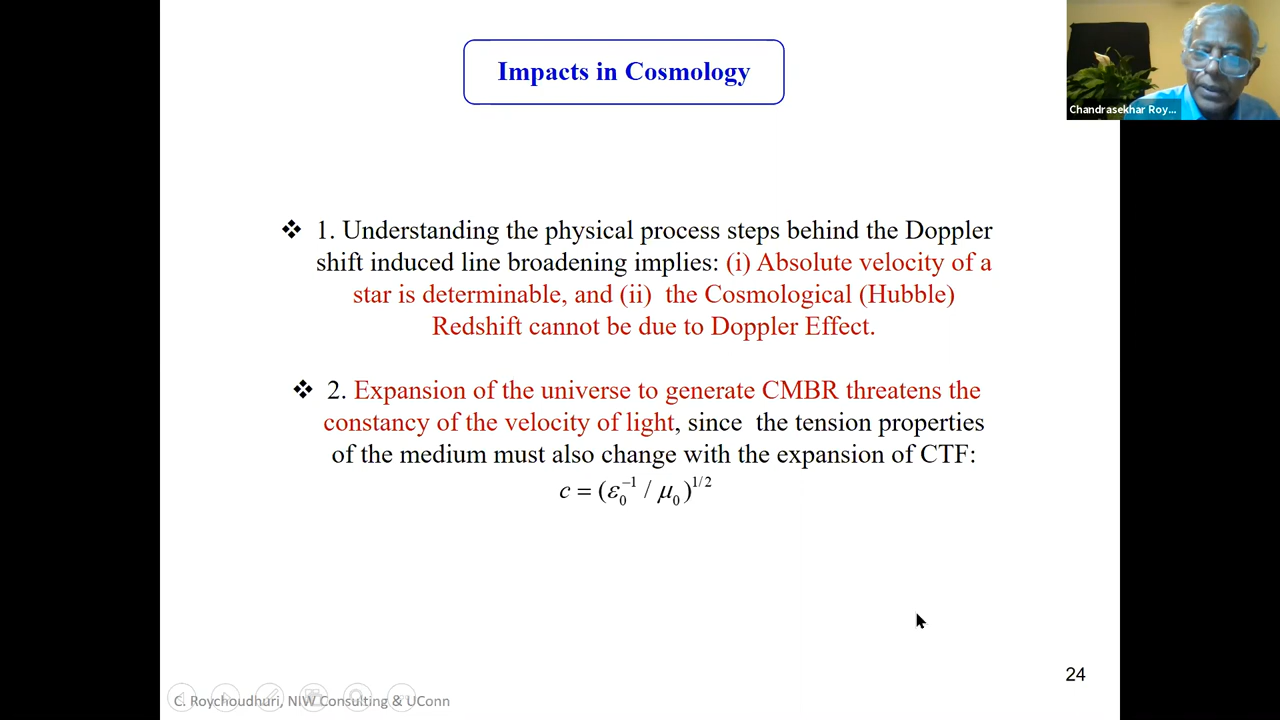 Impacts in Cosmology
Chandrasekhar Roy...
❖ 1. Understanding the physical process steps behind the Doppler
shift induced line broadening implies: (i) Absolute velocity of a
star is determinable, and (ii) the Cosmological (Hubble)
Redshift cannot be due to Doppler Effect.
❖ 2. Expansion of the universe to generate CMBR threatens the
constancy of the velocity of light, since the tension properties
of the medium must also change with the expansion of CTF:
c = (ε₀⁻¹ / μ₀)^1/2
24
C. Roychoudhuri, NIW Consulting & UConn